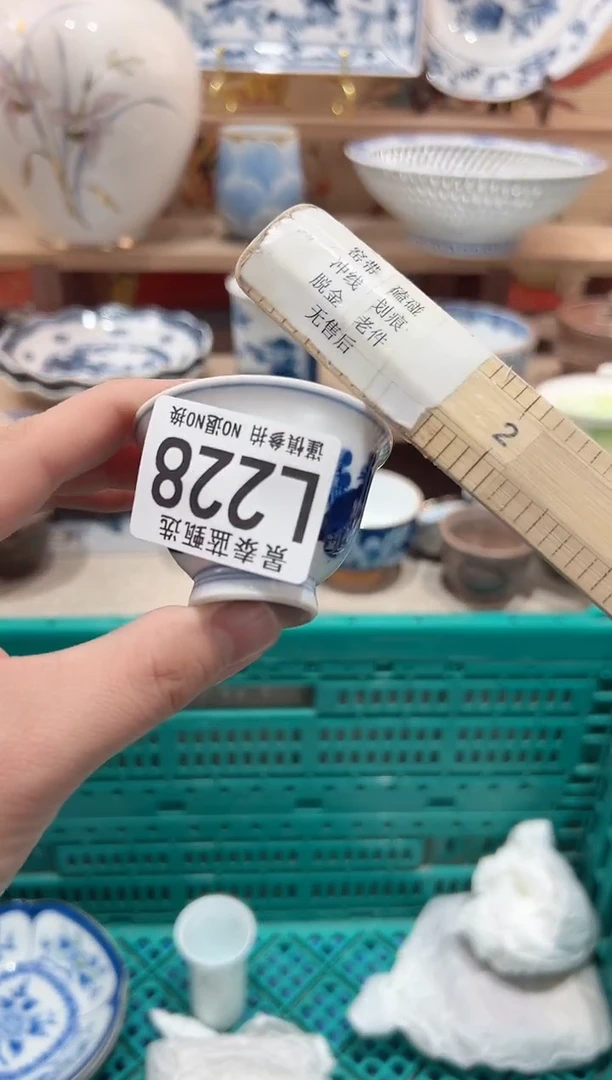 窑带 磕碰
冲线 划痕
脱金 老件
无售后
2
景泰蓝甄选
L228
谨慎参拍 NO退NO换